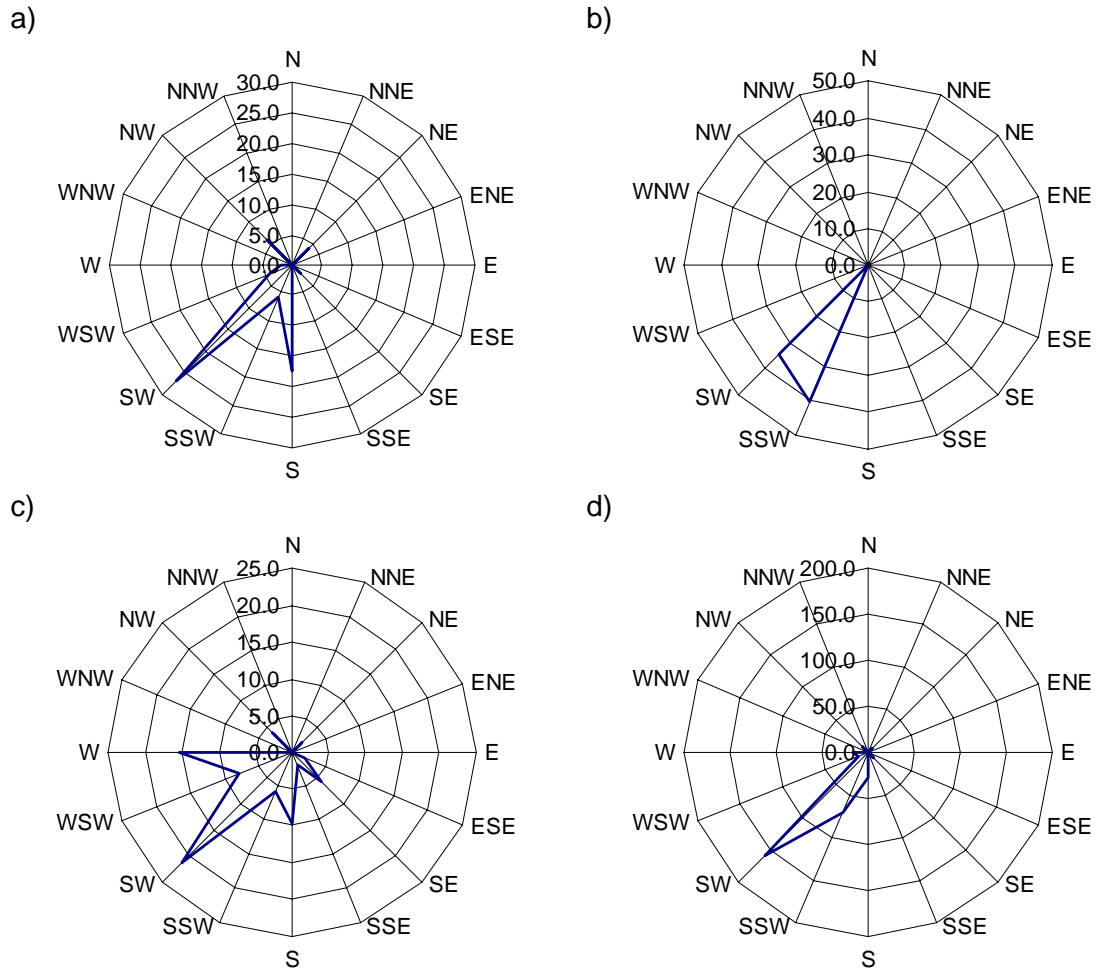 a)
N
30.0
NNW
NNE
25.0
NW
NE
20.0
15.0
WNW
ENE
10.0
5.0
W
0.0
E
WSW
ESE
SW
SE
SSW
SSE
S
b)
N
50.0
NNW
NNE
40.0
NW
NE
30.0
WNW
ENE
20.0
10.0
W
0.0
E
WSW
ESE
SW
SE
SSW
SSE
S
c)
N
25.0
NNW
NNE
20.0
NW
NE
15.0
WNW
ENE
10.0
5.0
W
0.0
E
WSW
ESE
SW
SE
SSW
SSE
S
d)
N
200.0
NNW
NNE
150.0
NW
NE
100.0
WNW
ENE
50.0
W
0.0
E
WSW
ESE
SW
SE
SSW
SSE
S